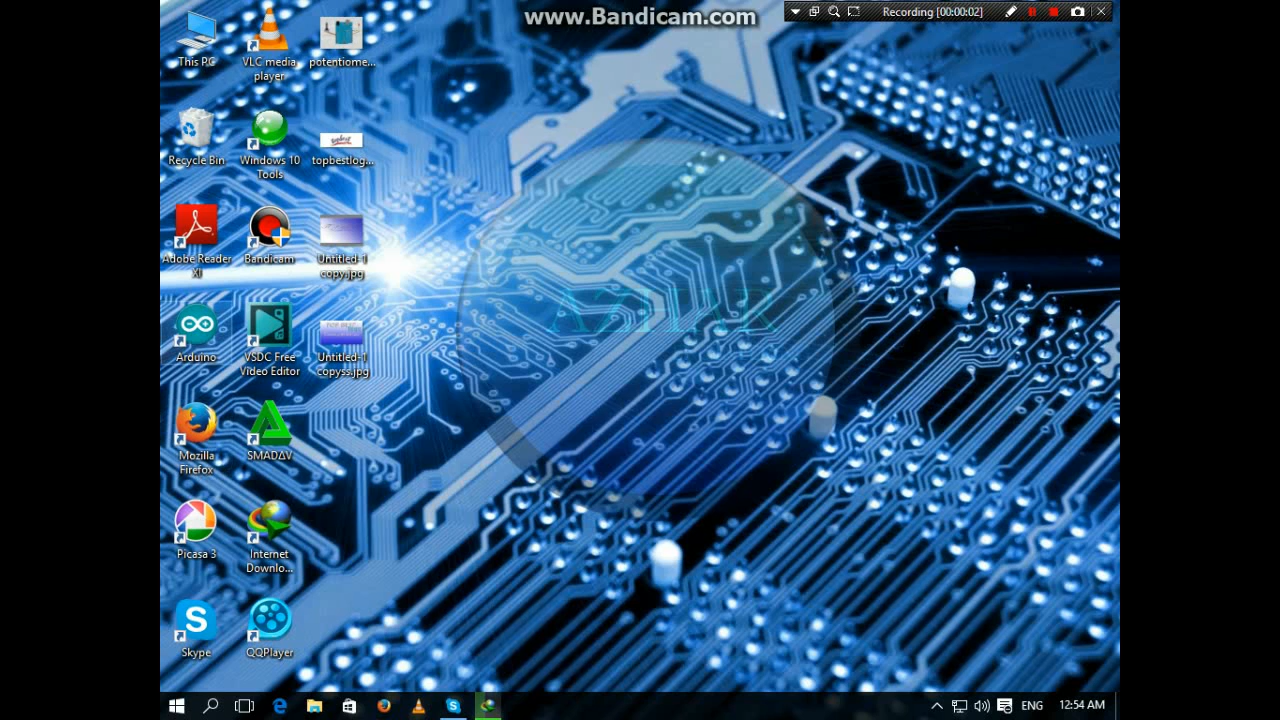 www.Bandicam.com
Recording [00:00:02]
This PC
VLC media
player
potentiome...
Recycle Bin
Windows 10
Tools
topbestlog...
Adobe Reader
XI
Bandicam
Untitled-1
copy.jpg
AZHAR
Arduino
VSDC Free
Video Editor
Untitled-1
copyss.jpg
Mozilla
Firefox
SMADΔV
Picasa 3
Internet
Downlo...
Skype
QQPlayer
ENG
12:54 AM